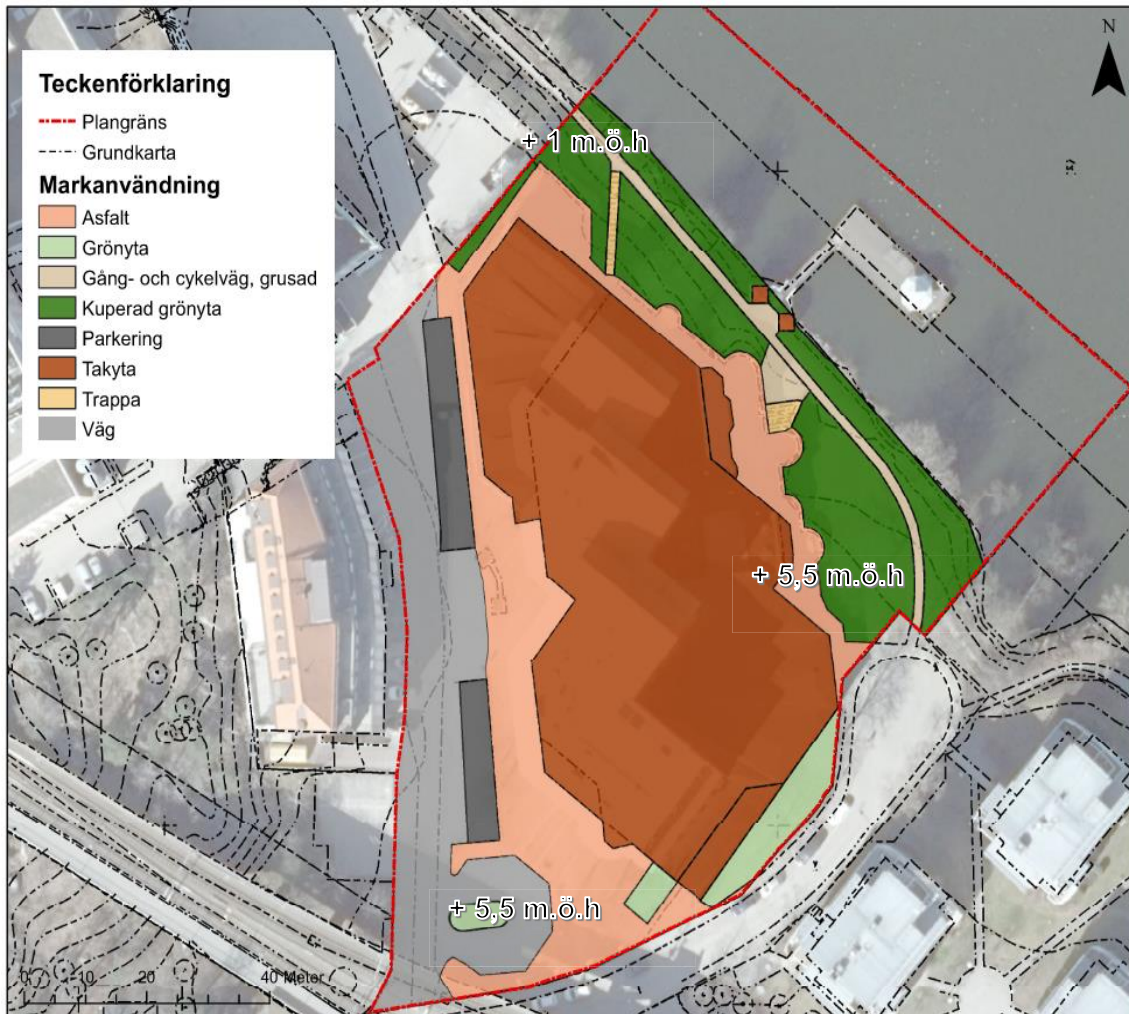 N
Teckenförklaring
Plangräns
Grundkarta
Markanvändning
Asfalt
Grönyta
Gång- och cykelväg, grusad
Kuperad grönyta
Parkering
Takyta
Trappa
Väg
+ 1 m.ö.h
+ 5,5 m.ö.h
+ 5,5 m.ö.h
0 10 20 40 Meter